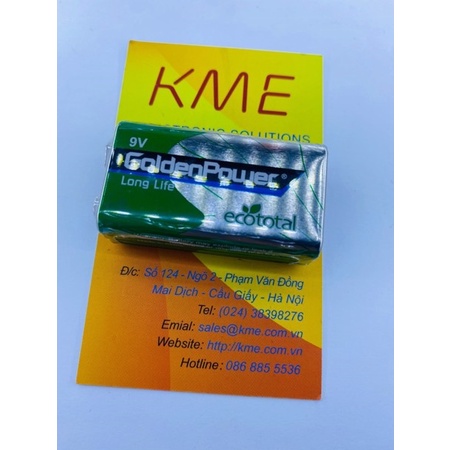 KME
SOLUTIONS
9V
GoldenPower®
Long Life
ecototal
Đ/c: Số 124 - Ngõ 2 - Phạm Văn Đồng
Mai Dịch - Cầu Giấy - Hà Nội
Tel: (024) 38398276
Emial: sales@kme.com.vn
Website: http://kme.com.vn
Hotline: 086 885 5536